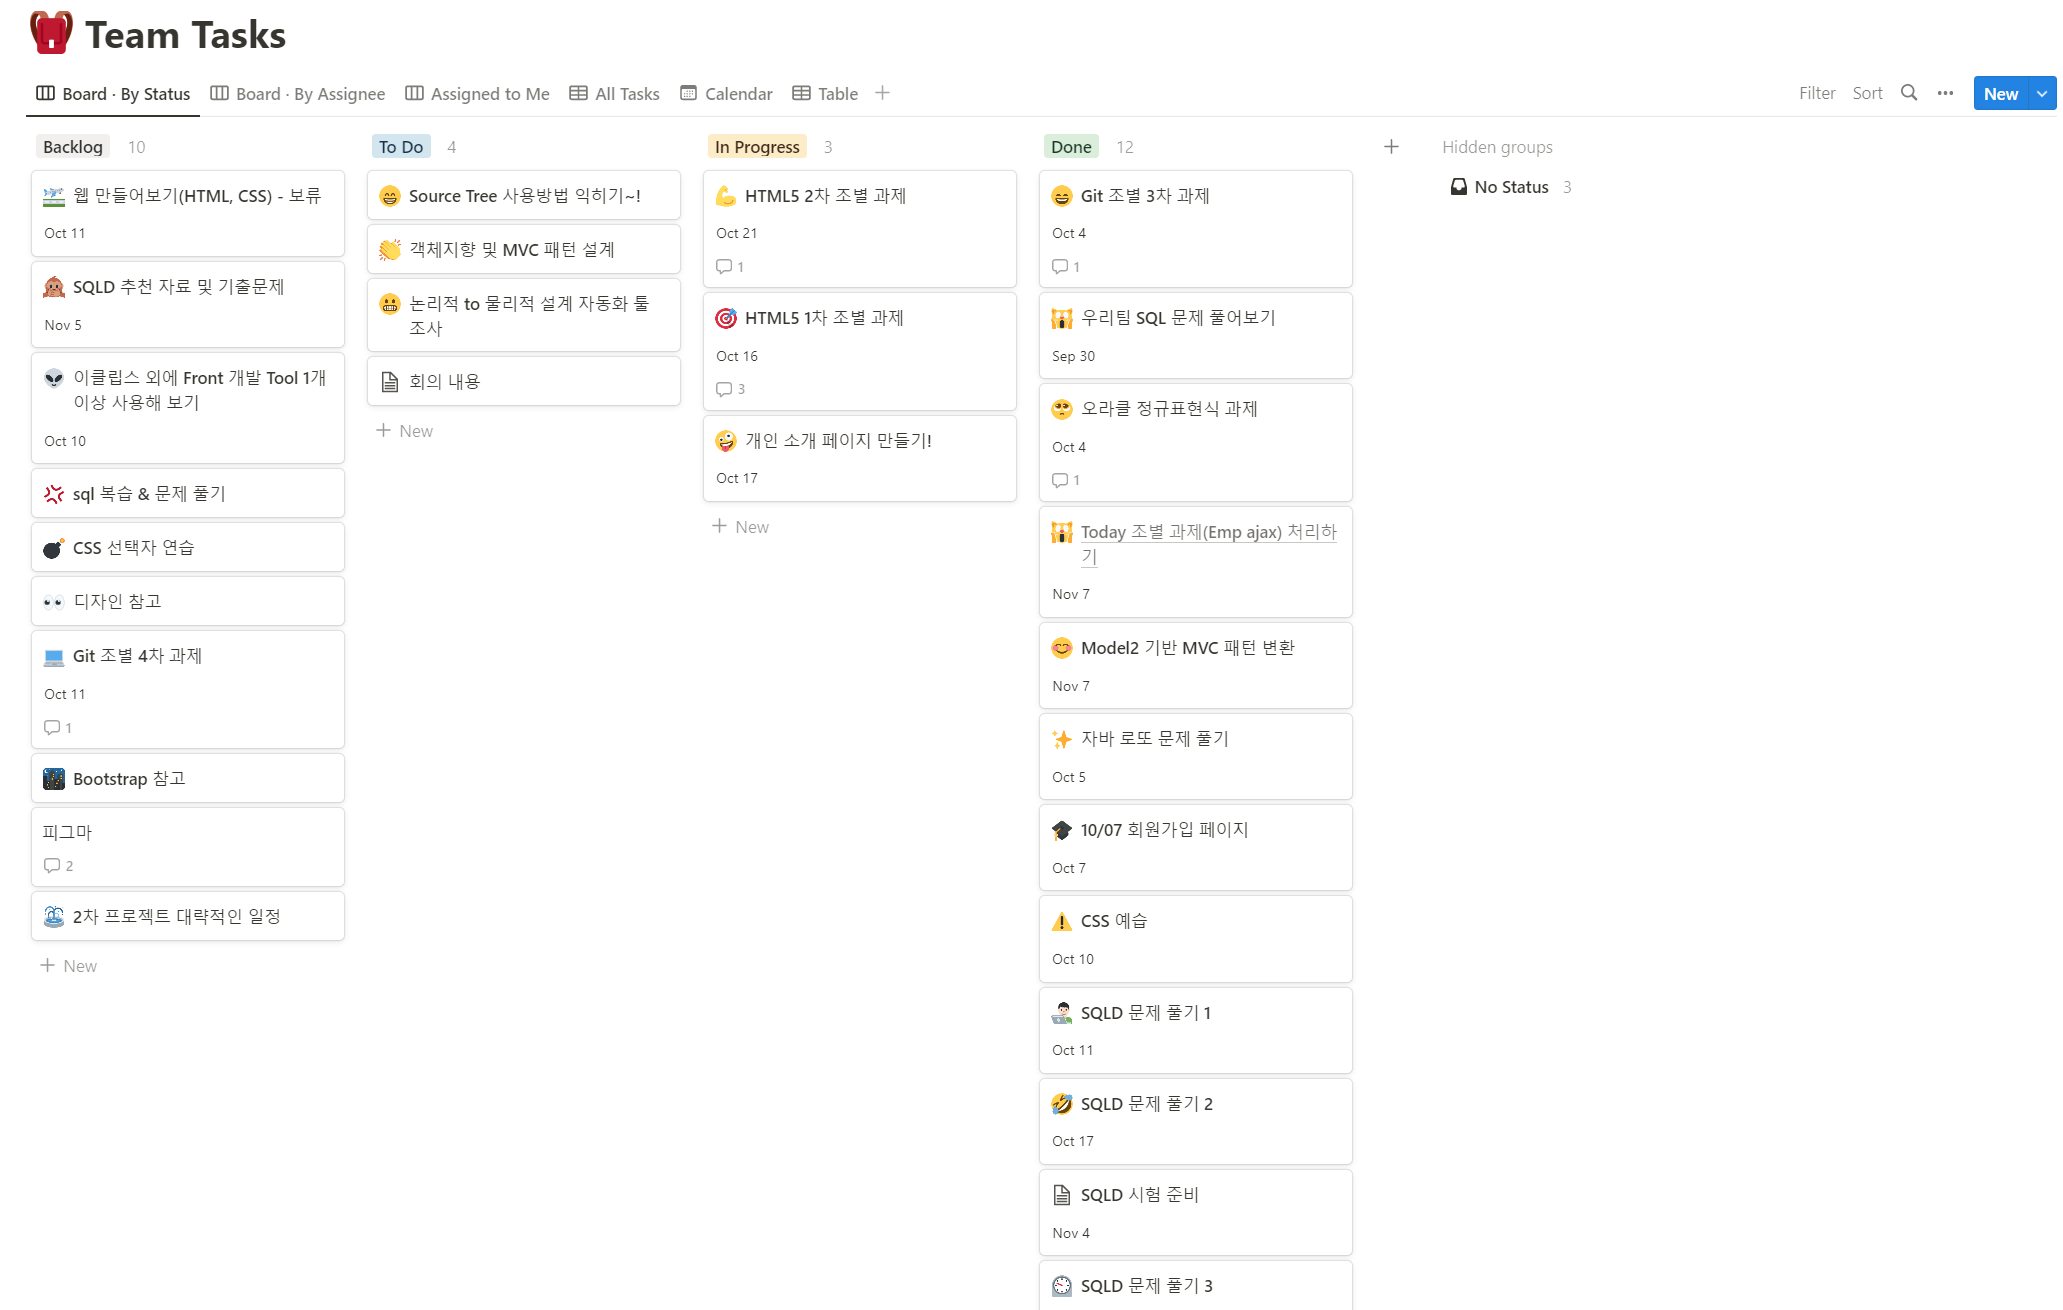 Team Tasks
Board · By Status
Board · By Assignee
Assigned to Me
All Tasks
Calendar
Table
Filter
Sort
New
Backlog 10
웹 만들어보기(HTML, CSS) - 보류
Oct 11
SQLD 추천 자료 및 기출문제
Nov 5
이클립스 외에 Front 개발 Tool 1개
이상 사용해 보기
Oct 10
sql 복습 & 문제 풀기
CSS 선택자 연습
디자인 참고
Git 조별 4차 과제
Oct 11
1
Bootstrap 참고
피그마
2
2차 프로젝트 대략적인 일정
+ New
To Do 4
Source Tree 사용방법 익히기~!
객체지향 및 MVC 패턴 설계
논리적 to 물리적 설계 자동화 툴
조사
회의 내용
+ New
In Progress 3
HTML5 2차 조별 과제
Oct 21
1
HTML5 1차 조별 과제
Oct 16
3
개인 소개 페이지 만들기!
Oct 17
+ New
Done 12
Git 조별 3차 과제
Oct 4
1
우리팀 SQL 문제 풀어보기
Sep 30
오라클 정규표현식 과제
Oct 4
1
Today 조별 과제(Emp ajax) 처리하
기
Nov 7
Model2 기반 MVC 패턴 변환
Nov 7
자바 로또 문제 풀기
Oct 5
10/07 회원가입 페이지
Oct 7
CSS 예습
Oct 10
SQLD 문제 풀기 1
Oct 11
SQLD 문제 풀기 2
Oct 17
SQLD 시험 준비
Nov 4
SQLD 문제 풀기 3
Hidden groups
No Status 3